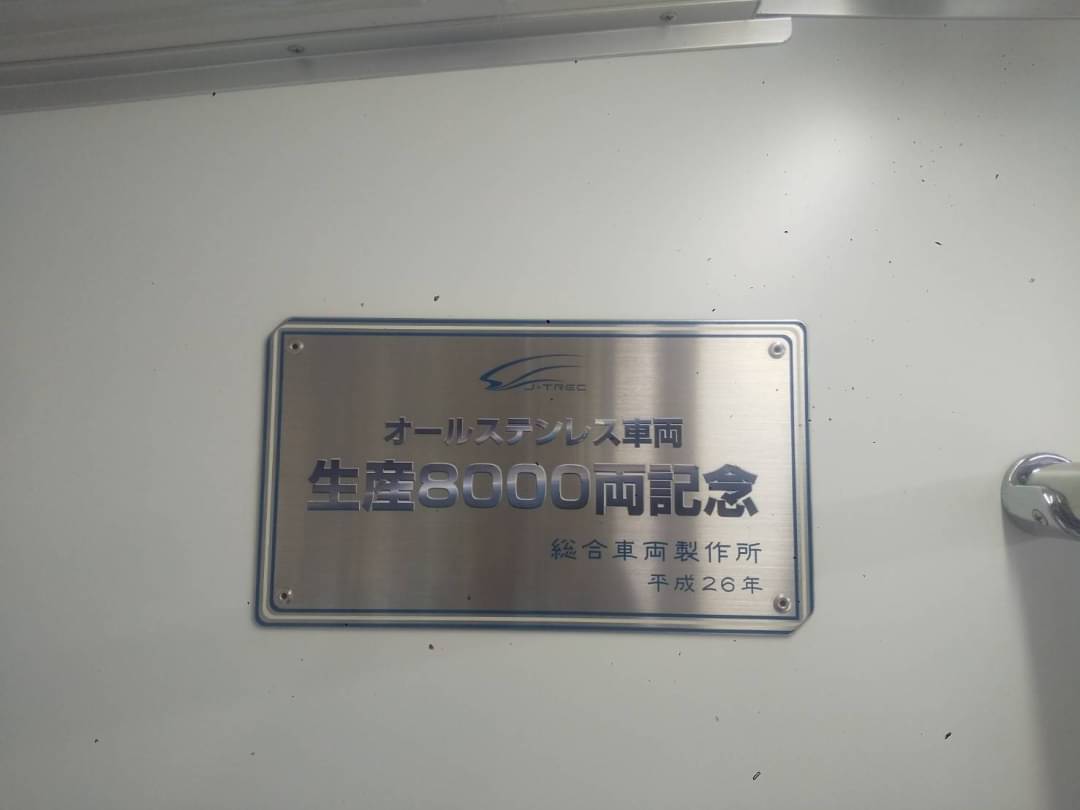 J-TREC
オールステンレス車両
生産8000両記念
総合車両製作所
平成26年